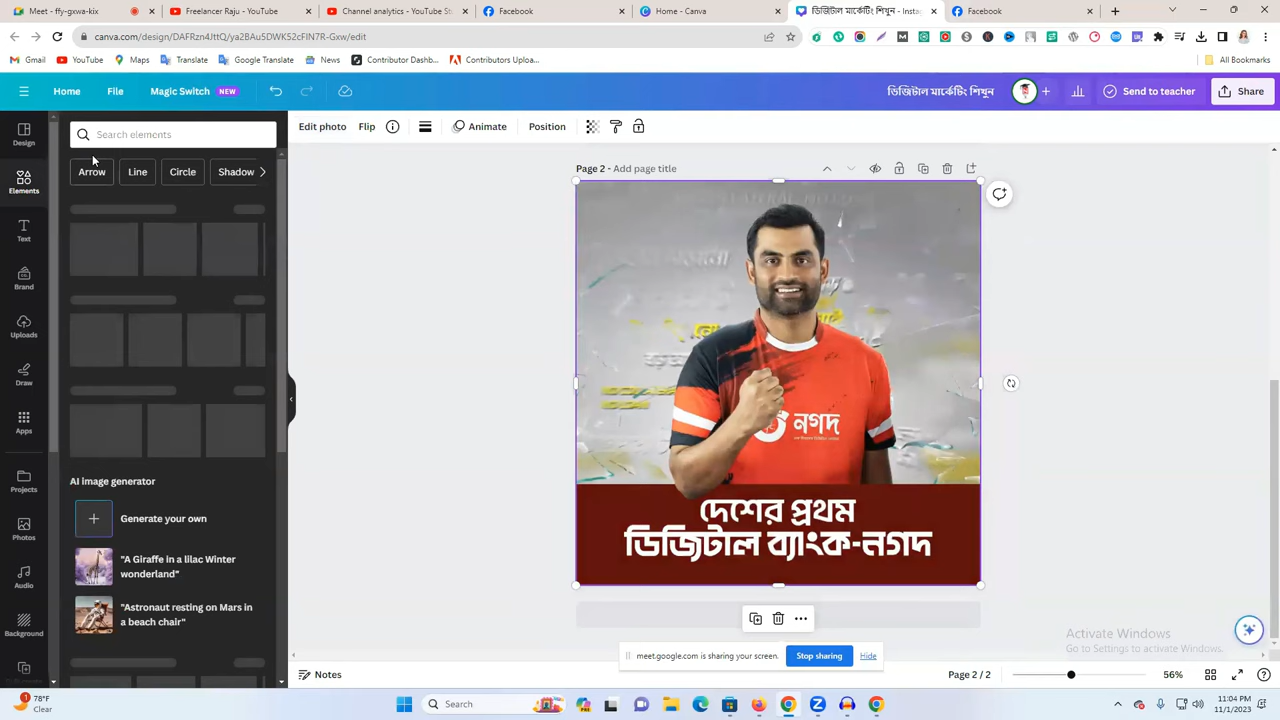 Meet - ffy-gwxa-kix
Freelancer Raju - YouTube
Channel analytics - YouTube St
Facebook
Home - Canva
ডিজিটাল মার্কেটিং শিখুন - Insta
Facebook
canva.com/design/DAFRzn4JttQ/ya2BAu5DWK52cFIN7R-Gxw/edit
Gmail
YouTube
Maps
Translate
Google Translate
News
Contributor Dashb...
Contributors Uploa...
All Bookmarks
Home
File
Magic Switch
NEW
ডিজিটাল মার্কেটিং শিখুন
Send to teacher
Share
Design
Elements
Text
Brand
Uploads
Draw
Apps
Projects
Photos
Audio
Background
Search elements
Arrow
Line
Circle
Shadow
AI image generator
Generate your own
"A Giraffe in a lilac Winter
wonderland"
"Astronaut resting on Mars in
a beach chair"
Edit photo
Flip
Animate
Position
Page 2 - Add page title
নগদ
দেশের প্রথম
ডিজিটাল ব্যাংক-নগদ
meet.google.com is sharing your screen.
Stop sharing
Hide
Activate Windows
Go to Settings to activate Windows.
Notes
Page 2 / 2
56%
1
78°F
Cloudy
Search
11:04 PM
11/1/2023